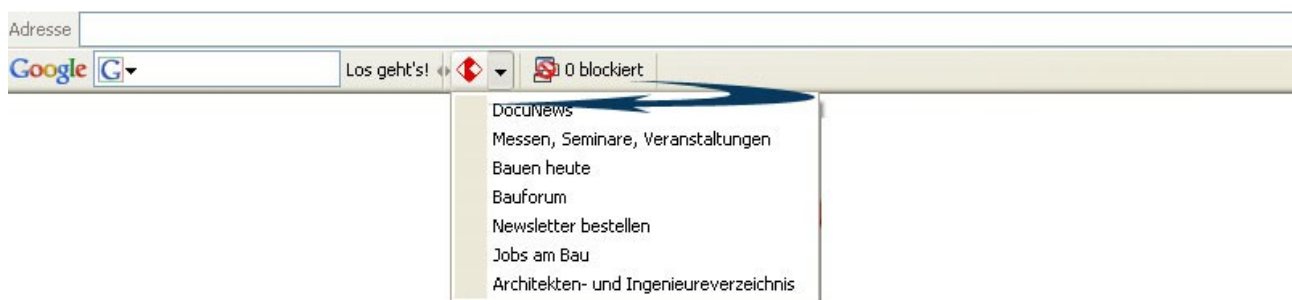 Adresse
Google G Los geht's! 0 blockiert
DocuNews
Messen, Seminare, Veranstaltungen
Bauen heute
Bauforum
Newsletter bestellen
Jobs am Bau
Architekten- und Ingenieureverzeichnis